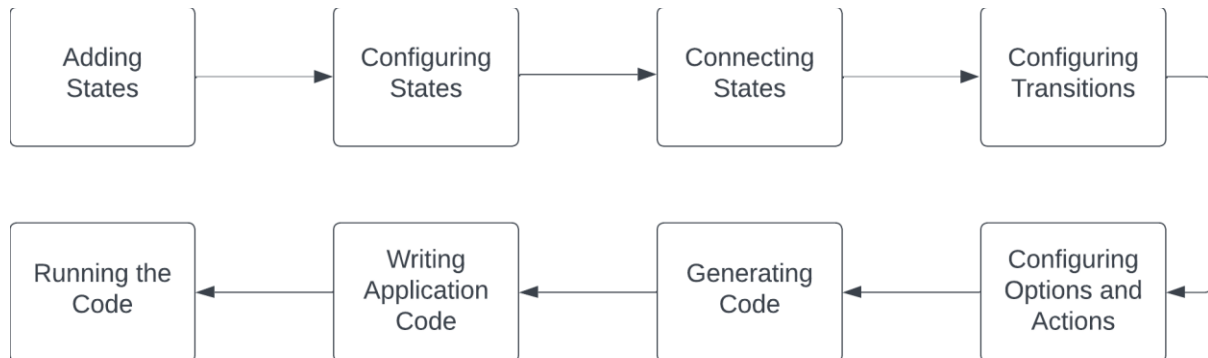 Adding
States
Configuring
States
Connecting
States
Configuring
Transitions
Configuring
Options and
Actions
Generating
Code
Writing
Application
Code
Running the
Code